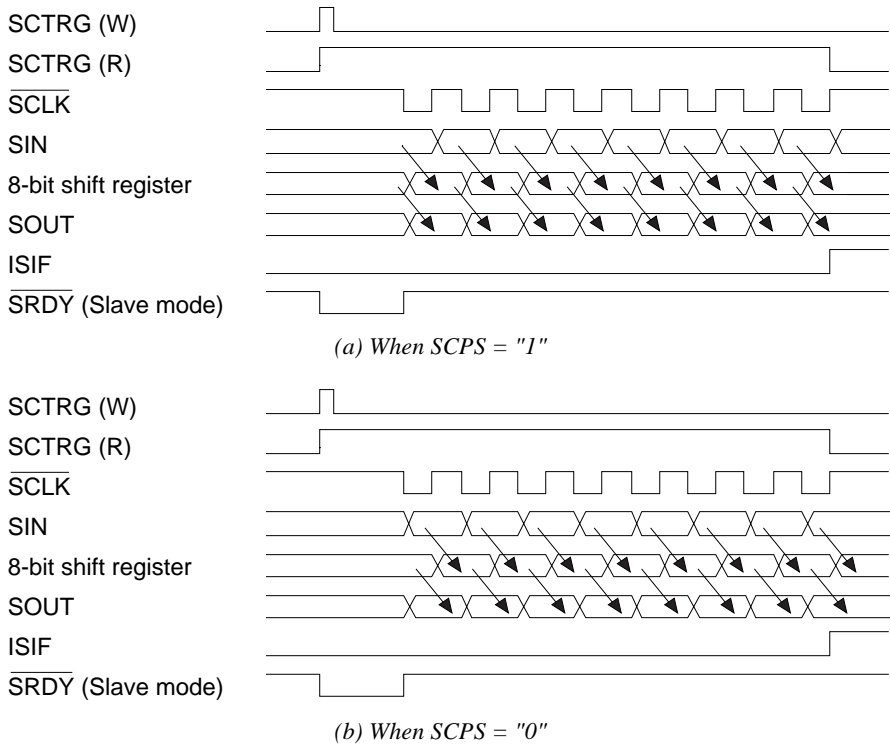 SCTRG (W)
SCTRG (R)
SCLK
SIN
8-bit shift register
SOUT
ISIF
SRDY (Slave mode)
(a) When SCPS = "1"
SCTRG (W)
SCTRG (R)
SCLK
SIN
8-bit shift register
SOUT
ISIF
SRDY (Slave mode)
(b) When SCPS = "0"